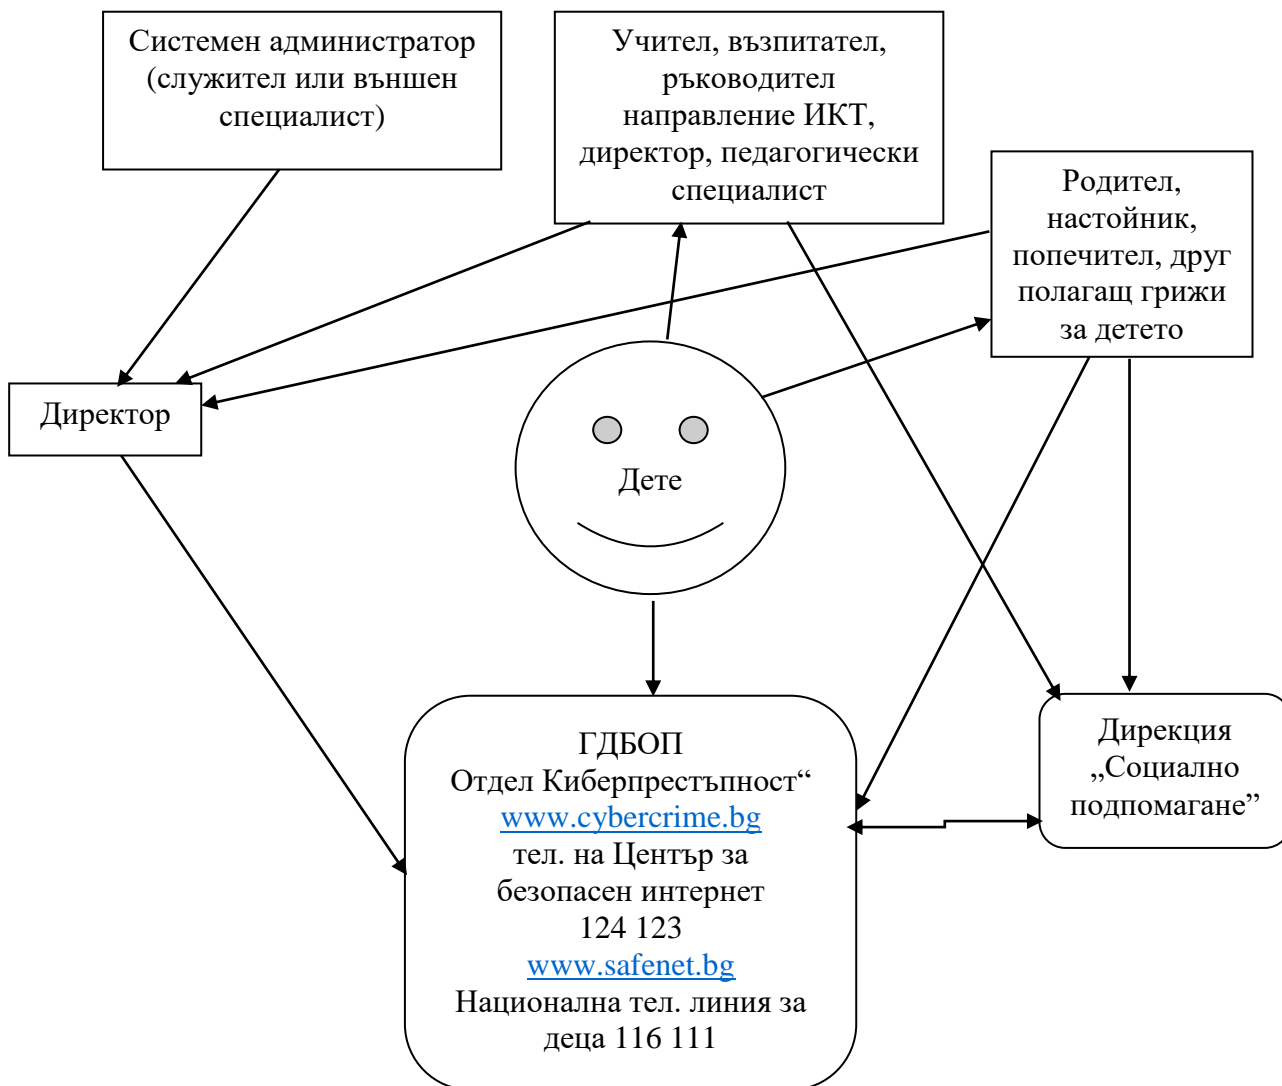 Системен администратор
(служител или външен
специалист)
Учител, възпитател,
ръководител
направление ИКТ,
директор, педагогически
специалист
Родител,
настойник,
попечител, друг
полагащ грижи
за детето
Директор
Дете
ГДБОП
Отдел Киберпрестъпност“
www.cybercrime.bg
тел. на Център за
безопасен интернет
124 123
www.safenet.bg
Национална тел. линия за
деца 116 111
Дирекция
„Социално
подпомагане”